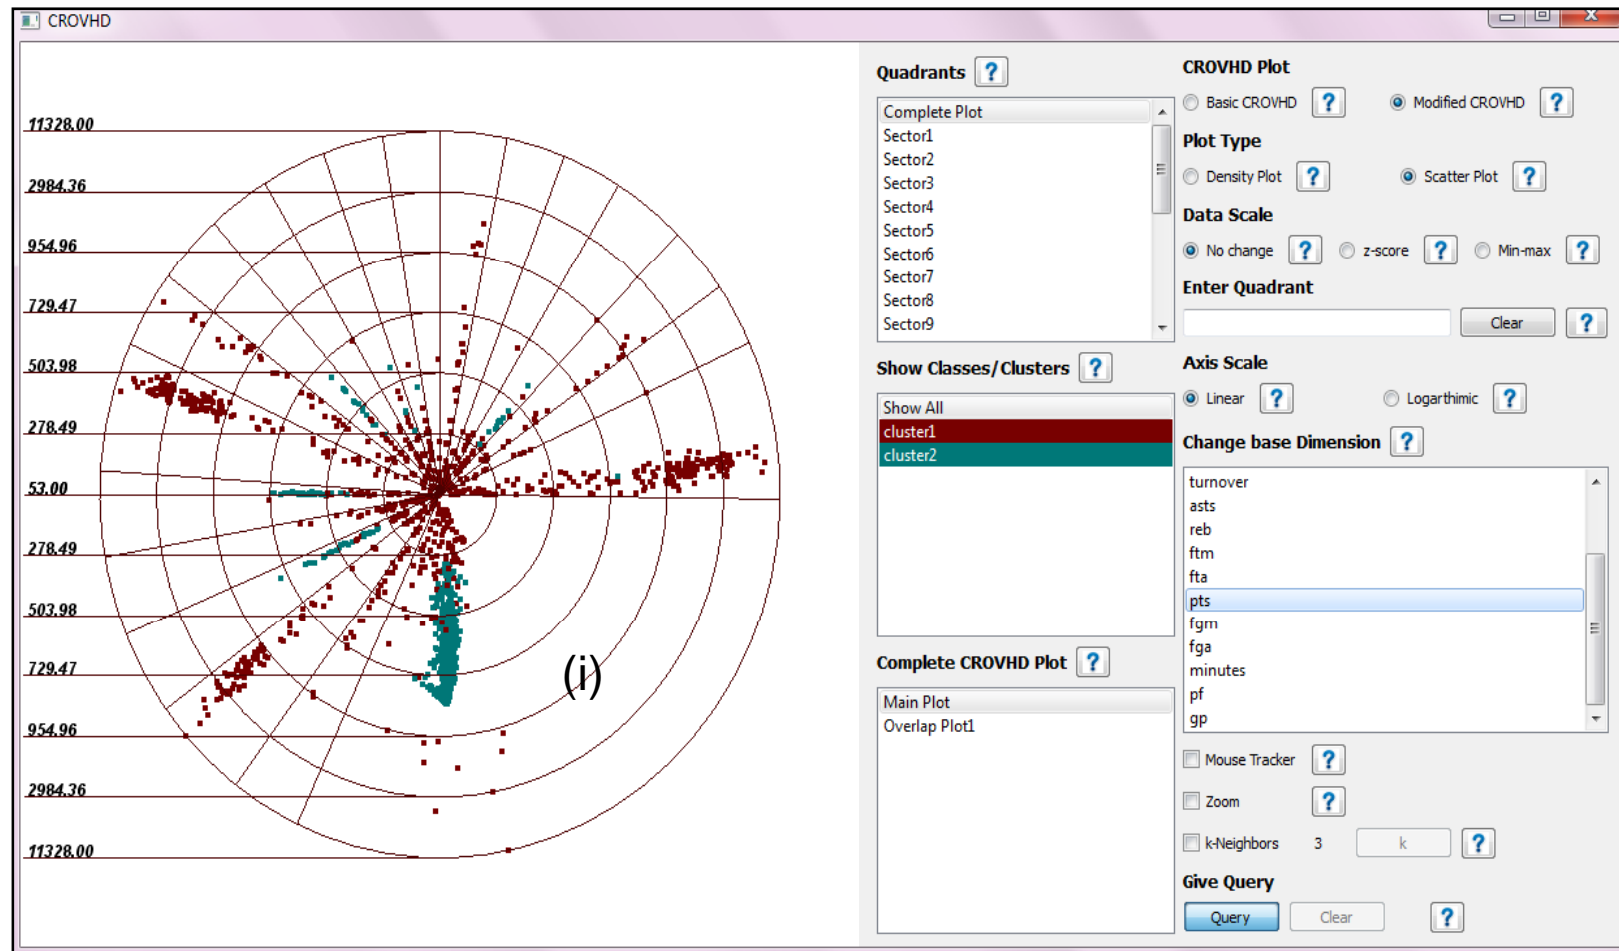 CROVHD
11328.00
2984.36
954.96
729.47
503.98
278.49
53.00
278.49
503.98
729.47
954.96
2984.36
11328.00
(i)
Quadrants ?
Complete Plot
Sector1
Sector2
Sector3
Sector4
Sector5
Sector6
Sector7
Sector8
Sector9
Show Classes/Clusters ?
Show All
cluster1
cluster2
Complete CROVHD Plot ?
Main Plot
Overlap Plot1
CROVHD Plot
Basic CROVHD ? Modified CROVHD ?
Plot Type
Density Plot ? Scatter Plot ?
Data Scale
No change ? z-score ? Min-max ?
Enter Quadrant
Clear ?
Axis Scale
Linear ? Logarthimic ?
Change base Dimension ?
turnover
asts
reb
ftm
fta
pts
fgm
fga
minutes
pf
gp
Mouse Tracker ?
Zoom ?
k-Neighbors 3 k ?
Give Query
Query Clear ?